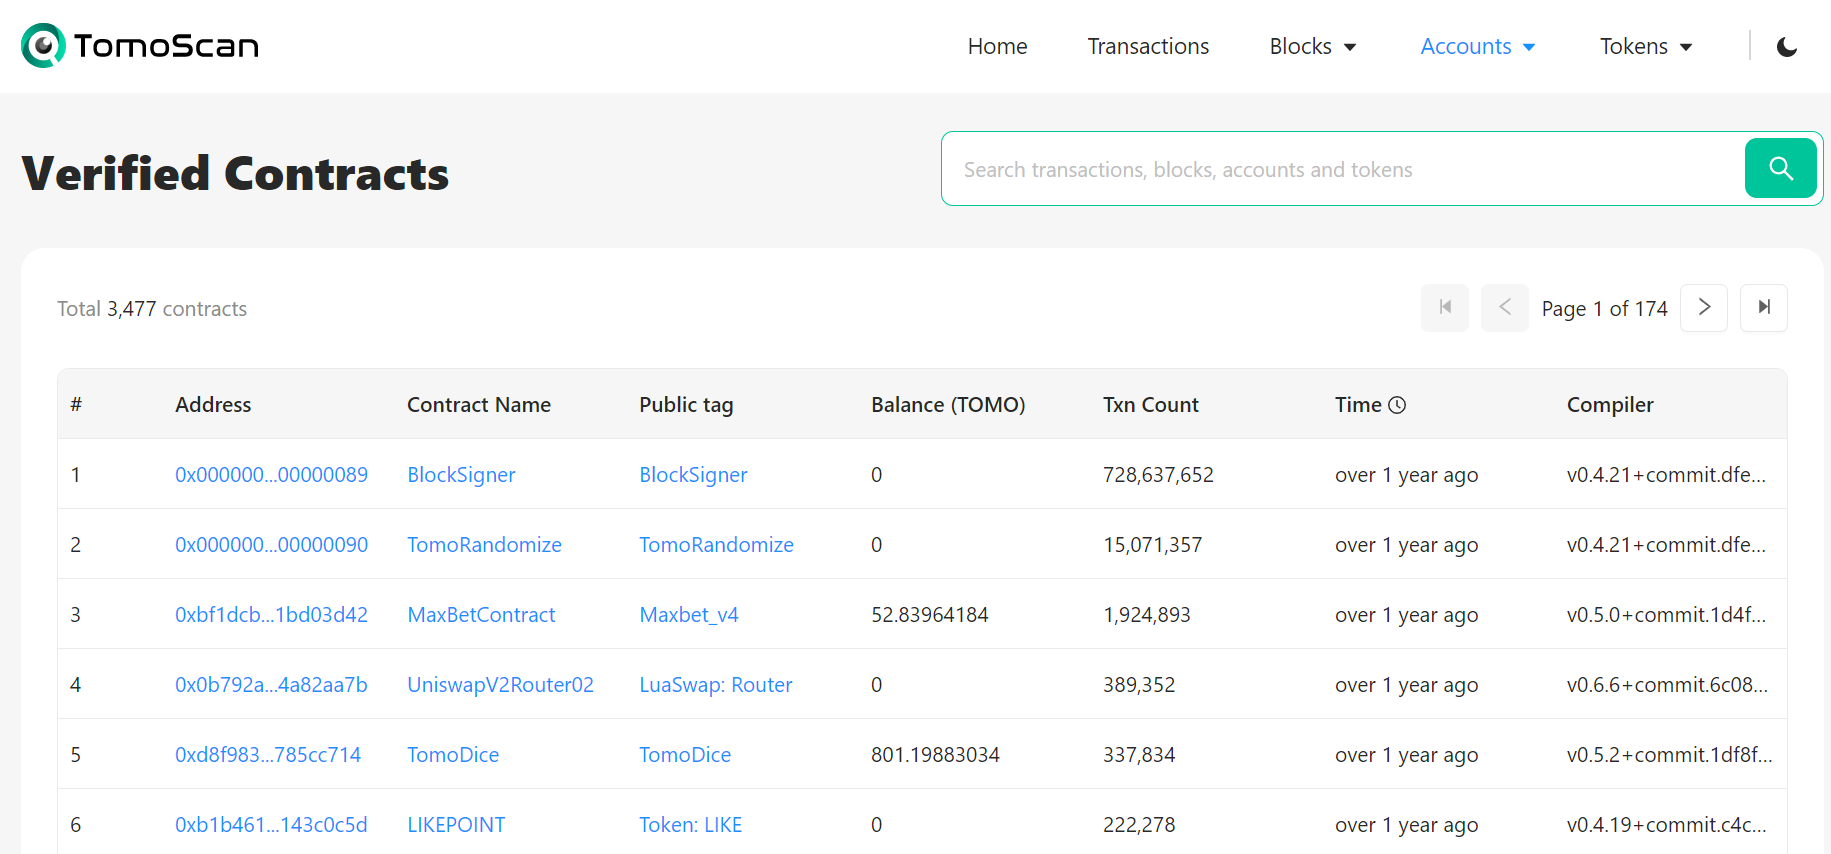 TomoScan
Home Transactions Blocks Accounts Tokens
Verified Contracts
Search transactions, blocks, accounts and tokens
Total 3,477 contracts
Page 1 of 174
# Address Contract Name Public tag Balance (TOMO) Txn Count Time Compiler
1 0x000000...00000089 BlockSigner BlockSigner 0 728,637,652 over 1 year ago v0.4.21+commit.dfe...
2 0x000000...00000090 TomoRandomize TomoRandomize 0 15,071,357 over 1 year ago v0.4.21+commit.dfe...
3 0xbf1dcb...1bd03d42 MaxBetContract Maxbet_v4 52.83964184 1,924,893 over 1 year ago v0.5.0+commit.1d4f...
4 0x0b792a...4a82aa7b UniswapV2Router02 LuaSwap: Router 0 389,352 over 1 year ago v0.6.6+commit.6c08...
5 0xd8f983...785cc714 TomoDice TomoDice 801.19883034 337,834 over 1 year ago v0.5.2+commit.1df8f...
6 0xb1b461...143c0c5d LIKEPOINT Token: LIKE 0 222,278 over 1 year ago v0.4.19+commit.c4c...